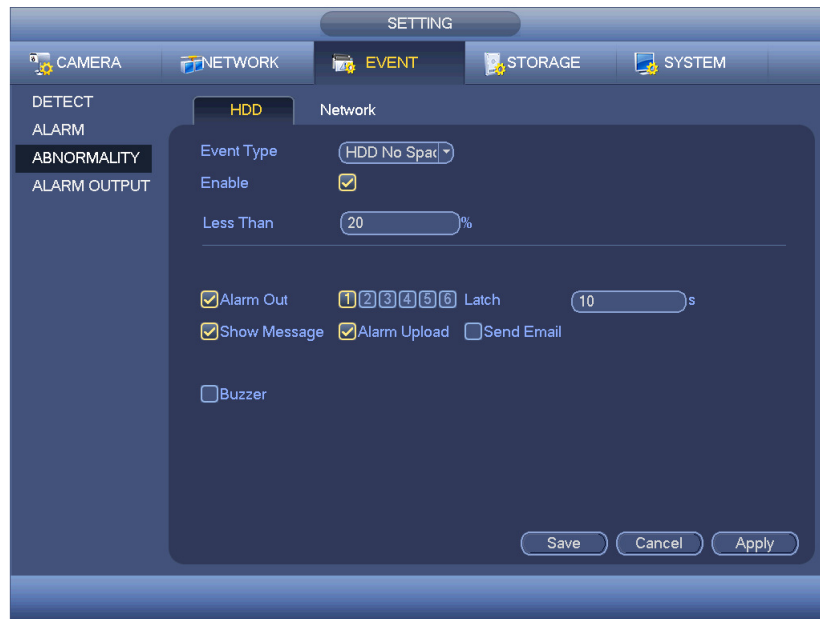 SETTING
CAMERA NETWORK EVENT STORAGE SYSTEM
DETECT
ALARM
ABNORMALITY
ALARM OUTPUT
HDD Network
Event Type HDD No Spac
Enable
Less Than 20 %
Alarm Out 1 2 3 4 5 6 Latch 10 s
Show Message Alarm Upload Send Email
Buzzer
Save Cancel Apply